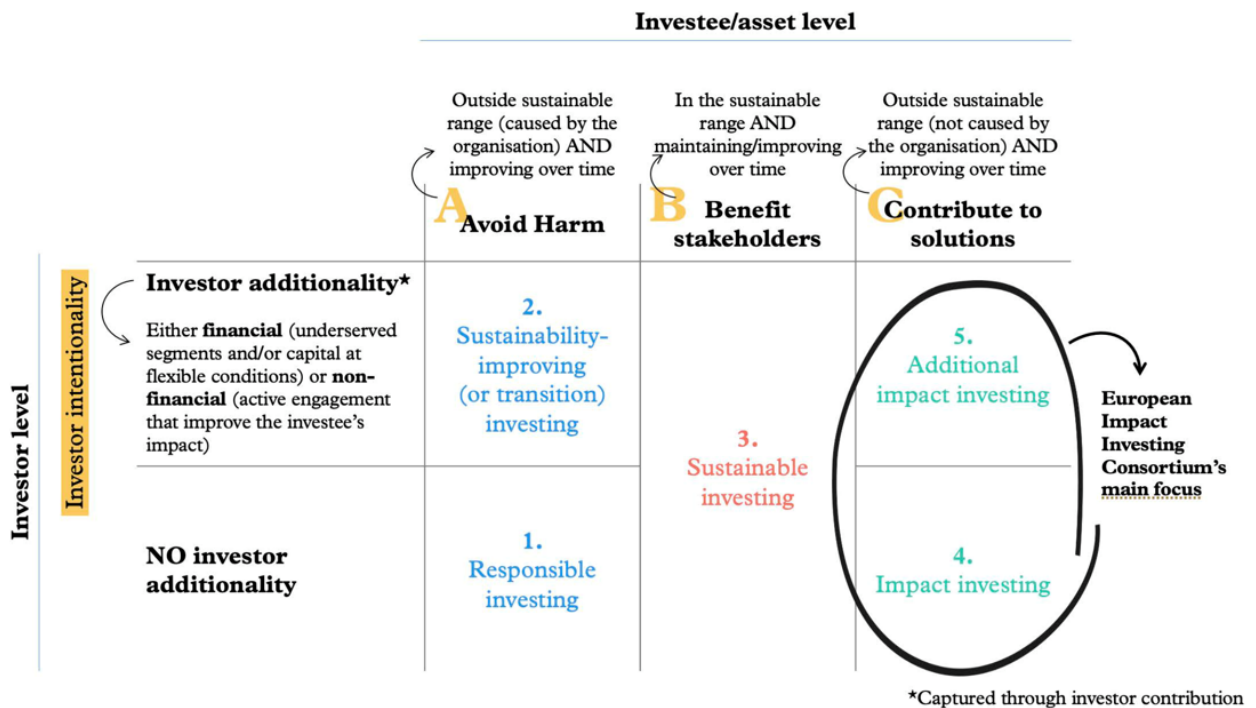 Investee/asset level
Outside sustainable
range (caused by the
organisation) AND
improving over time
In the sustainable
range AND
maintaining/improving
over time
Outside sustainable
range (not caused by
the organisation) AND
improving over time
A
Avoid Harm
B
Benefit
stakeholders
C
Contribute to
solutions
Investor level
Investor intentionality
Investor additionality★
Either financial (underserved
segments and/or capital at
flexible conditions) or non-
financial (active engagement
that improve the investee's
impact)
2.
Sustainability-
improving
(or transition)
investing
3.
Sustainable
investing
5.
Additional
impact investing
European
Impact
Investing
Consortium's
main focus
NO investor
additionality
1.
Responsible
investing
4.
Impact investing
★Captured through investor contribution